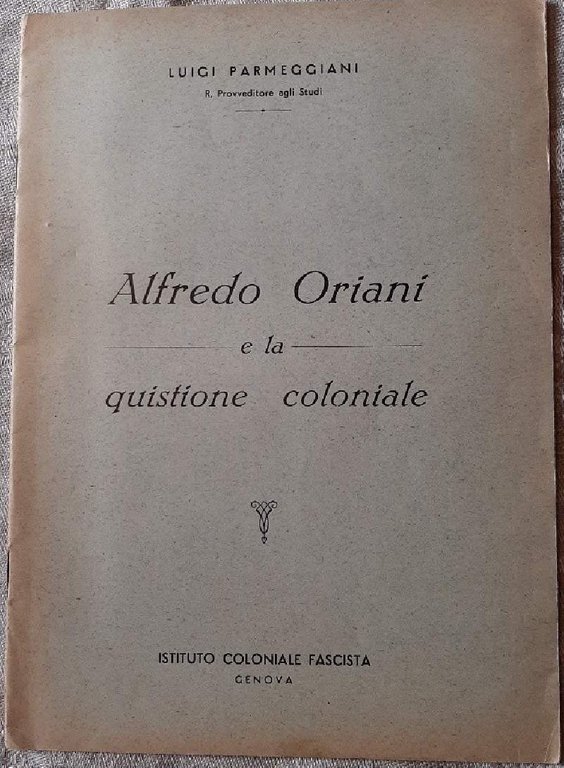 LUIGI PARMEGGIANI
R. Provveditore agli Studi
Alfredo Oriani
e la
quistione coloniale
ISTITUTO COLONIALE FASCISTA
GENOVA